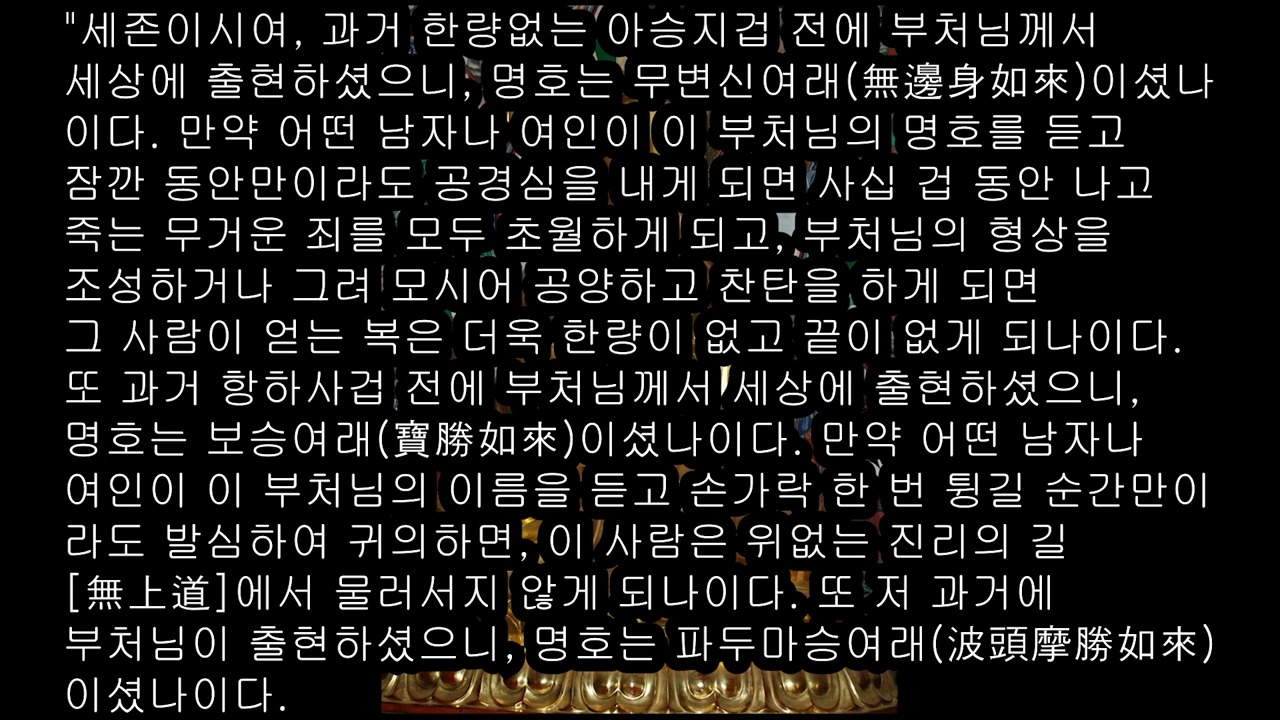 "세존이시여, 과거 한량없는 아승지겁 전에 부처님께서
세상에 출현하셨으니, 명호는 무변신여래(無邊身如來)이셨나
이다. 만약 어떤 남자나 여인이 이 부처님의 명호를 듣고
잠깐 동안만이라도 공경심을 내게 되면 사십 겁 동안 나고
죽는 무거운 죄를 모두 초월하게 되고, 부처님의 형상을
조성하거나 그려 모시어 공양하고 찬탄을 하게 되면
그 사람이 얻는 복은 더욱 한량이 없고 끝이 없게 되나이다.
또 과거 항하사겁 전에 부처님께서 세상에 출현하셨으니,
명호는 보승여래(寶勝如來)이셨나이다. 만약 어떤 남자나
여인이 이 부처님의 이름을 듣고 손가락 한 번 튕길 순간만이
라도 발심하여 귀의하면, 이 사람은 위없는 진리의 길
[無上道]에서 물러서지 않게 되나이다. 또 저 과거에
부처님이 출현하셨으니, 명호는 파두마승여래(波頭摩勝如來)
이셨나이다.